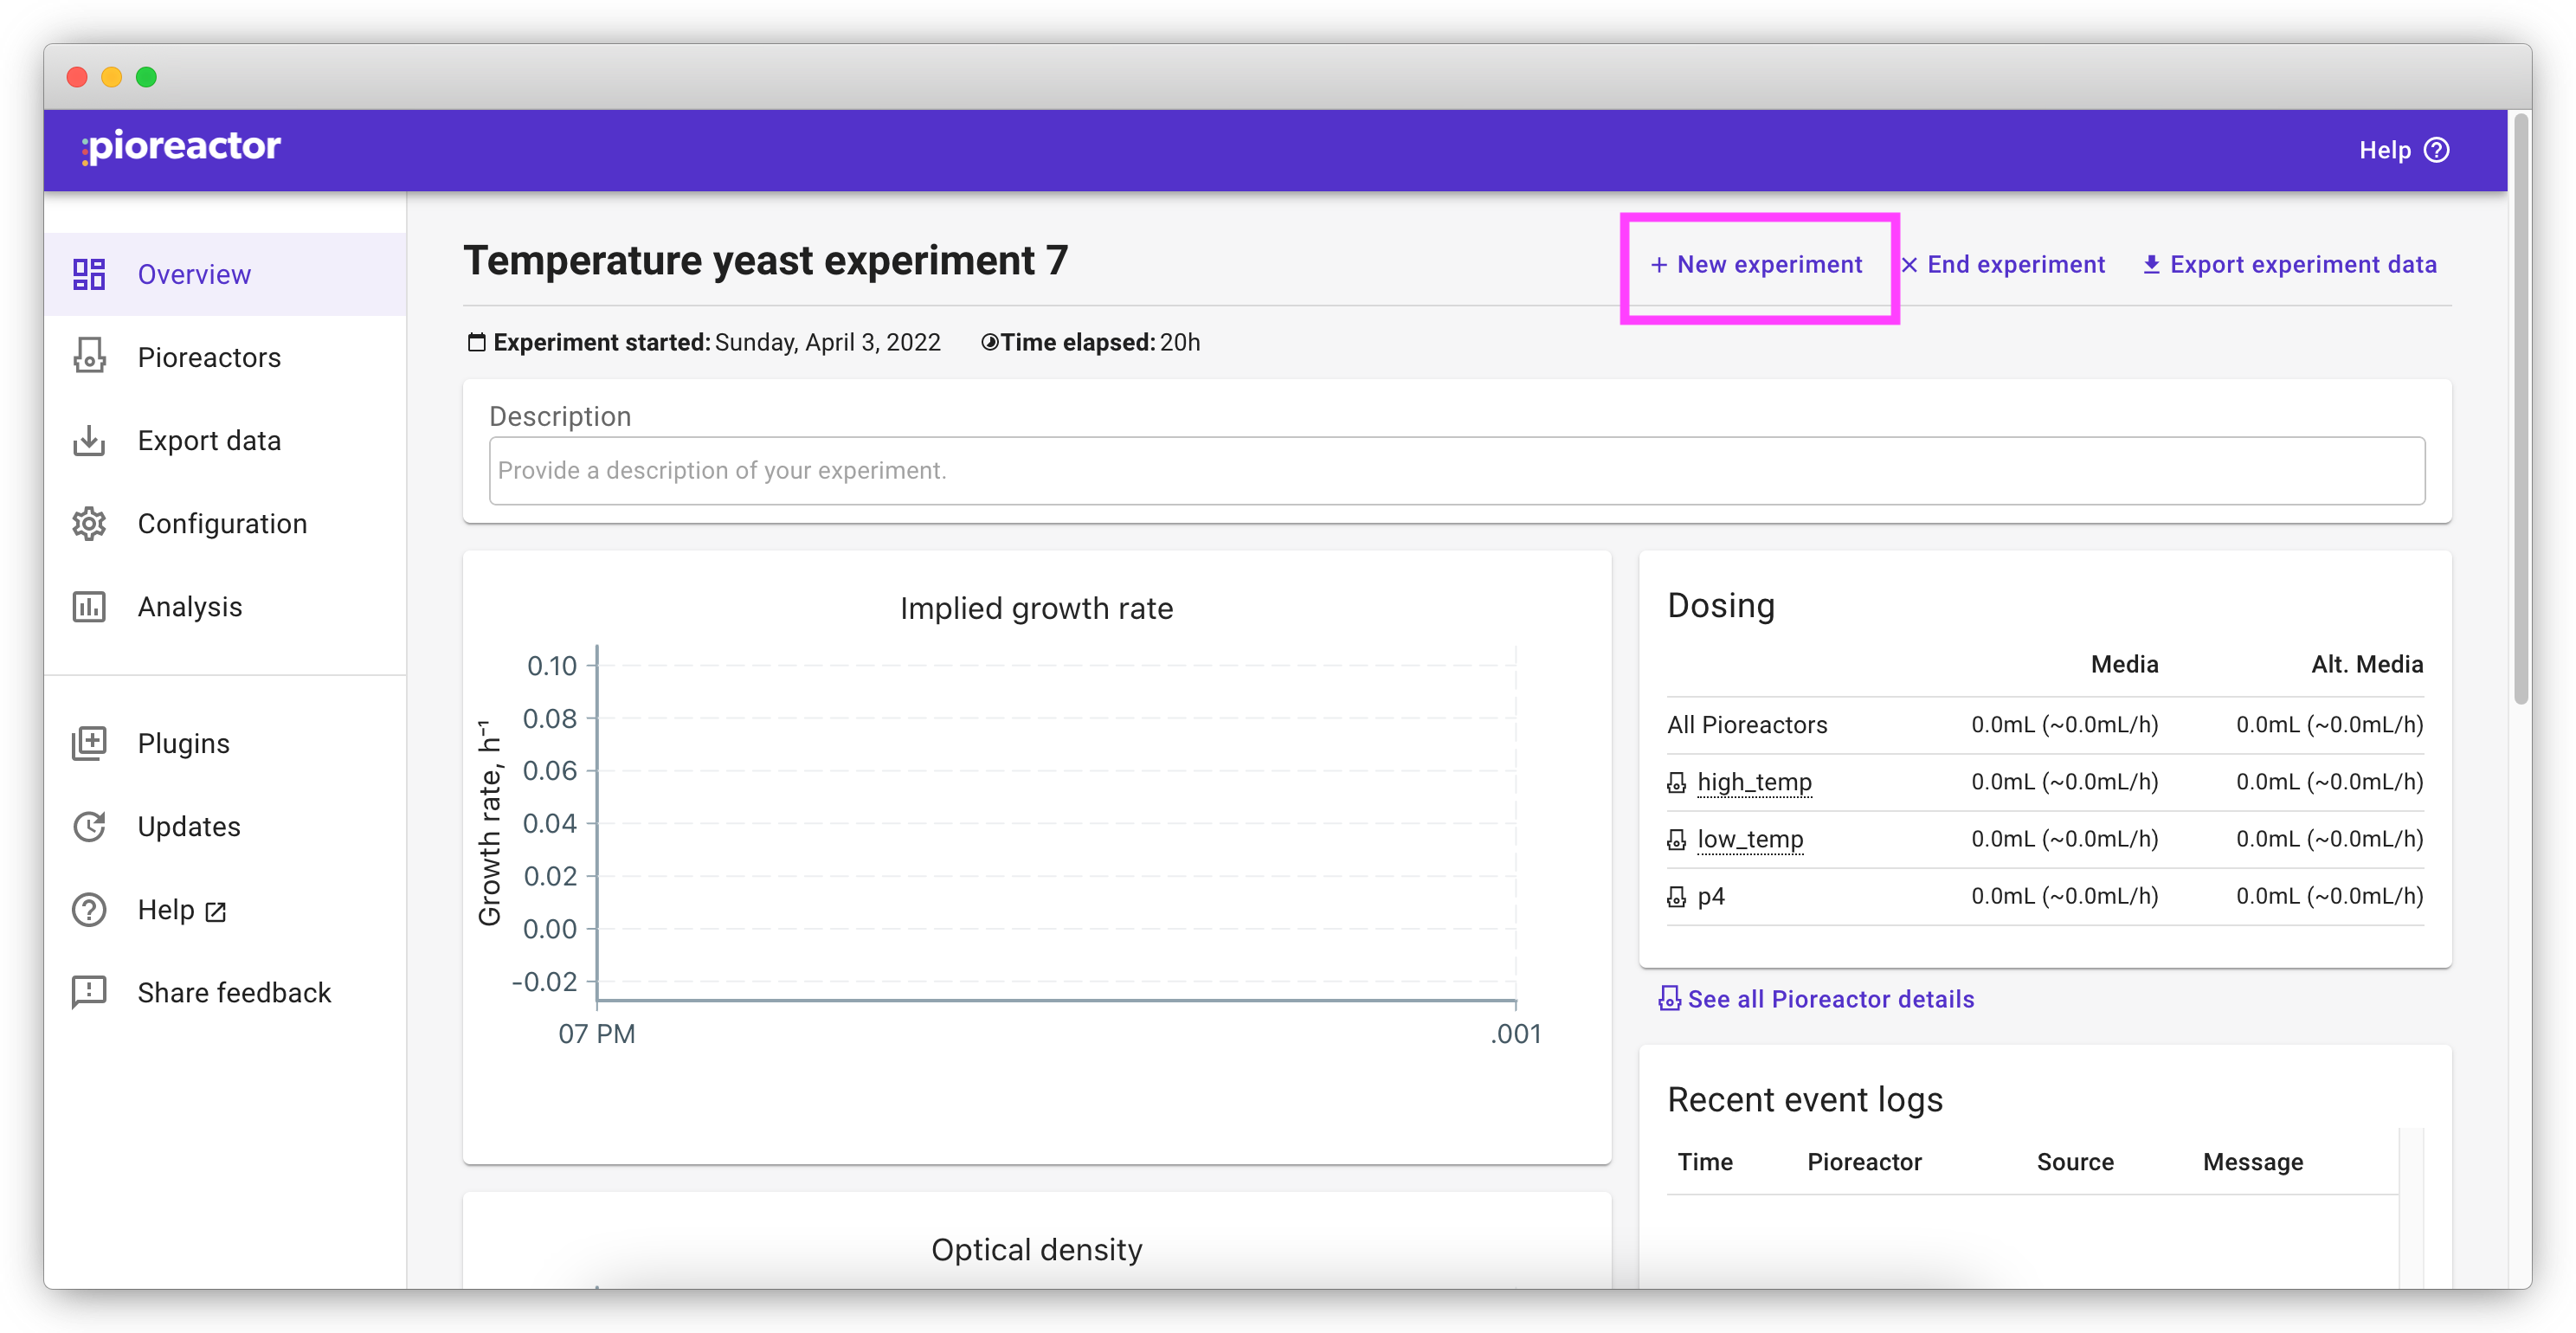 pioreactor
Help
Overview
Pioreactors
Export data
Configuration
Analysis
Plugins
Updates
Help
Share feedback
Temperature yeast experiment 7
+ New experiment
× End experiment
Export experiment data
Experiment started: Sunday, April 3, 2022 Time elapsed: 20h
Description
Provide a description of your experiment.
Implied growth rate
Growth rate, h⁻¹
0.10
0.08
0.06
0.04
0.02
0.00
-0.02
07 PM .001
Optical density
Dosing
Media Alt. Media
All Pioreactors 0.0mL (~0.0mL/h) 0.0mL (~0.0mL/h)
high_temp 0.0mL (~0.0mL/h) 0.0mL (~0.0mL/h)
low_temp 0.0mL (~0.0mL/h) 0.0mL (~0.0mL/h)
p4 0.0mL (~0.0mL/h) 0.0mL (~0.0mL/h)
See all Pioreactor details
Recent event logs
Time Pioreactor Source Message